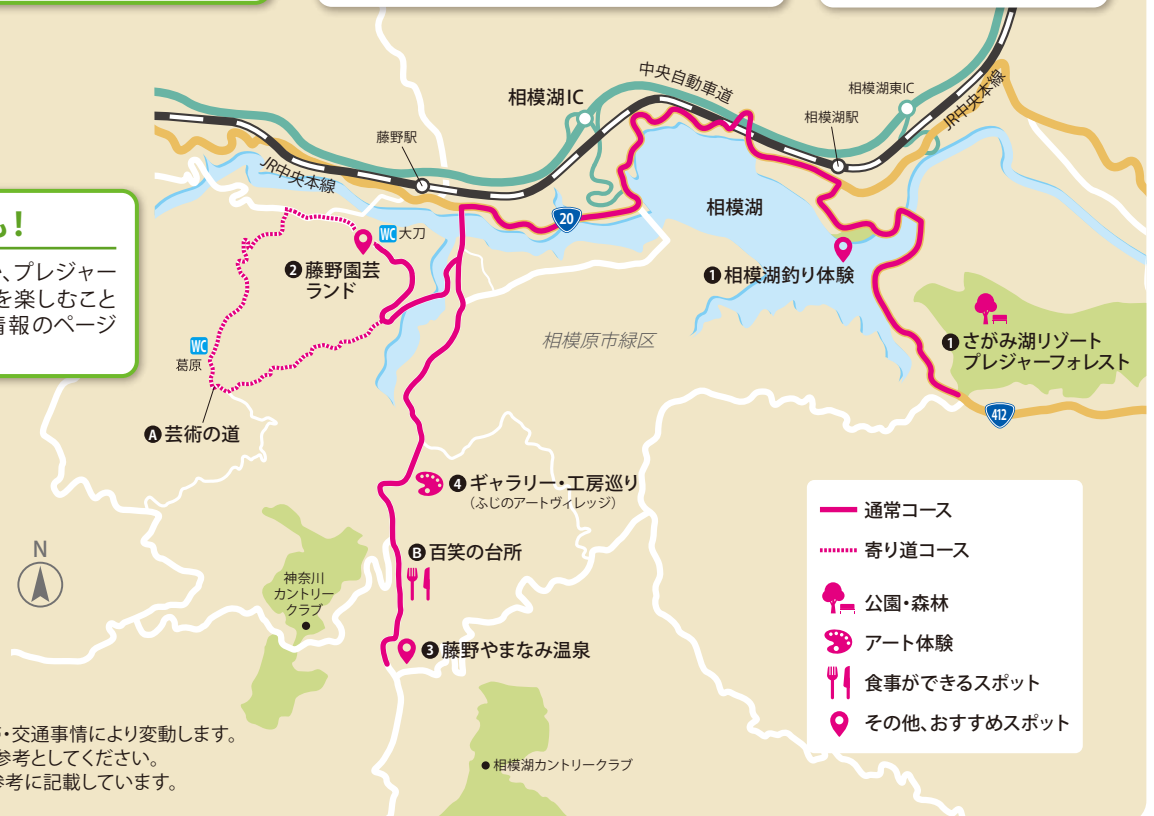 中央自動車道
相模湖IC
相模湖東IC
藤野駅
相模湖駅
JR中央本線
JR中央本線
相模湖
20
WC 大刀
❷藤野園芸
ランド
❶相模湖釣り体験
！
、プレジャー
を楽しむこと
情報のページ
相模原市緑区
❶さがみ湖リゾート
プレジャーフォレスト
WC
葛原
412
Ⓐ芸術の道
❹ギャラリー・工房巡り
（ふじのアートヴィレッジ）
Ⓑ百笑の台所
N
神奈川
カントリー
クラブ
❸藤野やまなみ温泉
通常コース
寄り道コース
公園・森林
アート体験
食事ができるスポット
その他、おすすめスポット
・交通事情により変動します。
参考としてください。
参考に記載しています。
相模湖カントリークラブ